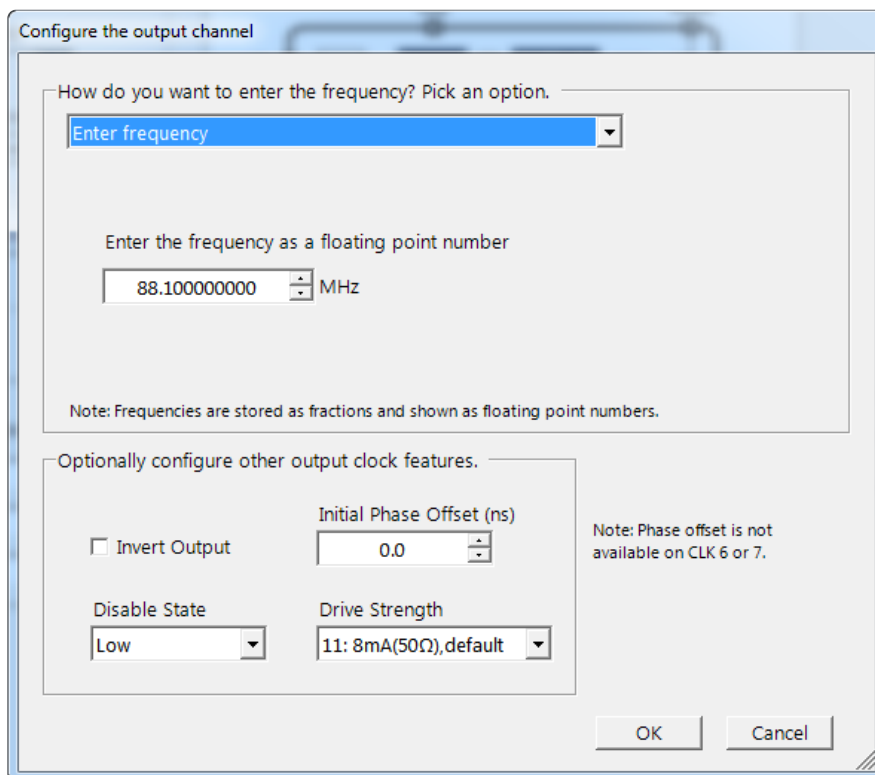 Configure the output channel
How do you want to enter the frequency? Pick an option.
Enter frequency
Enter the frequency as a floating point number
88.100000000 MHz
Note: Frequencies are stored as fractions and shown as floating point numbers.
Optionally configure other output clock features.
Initial Phase Offset (ns)
Invert Output
0.0
Note: Phase offset is not
available on CLK 6 or 7.
Disable State
Drive Strength
Low
11: 8mA(50Ω),default
OK
Cancel